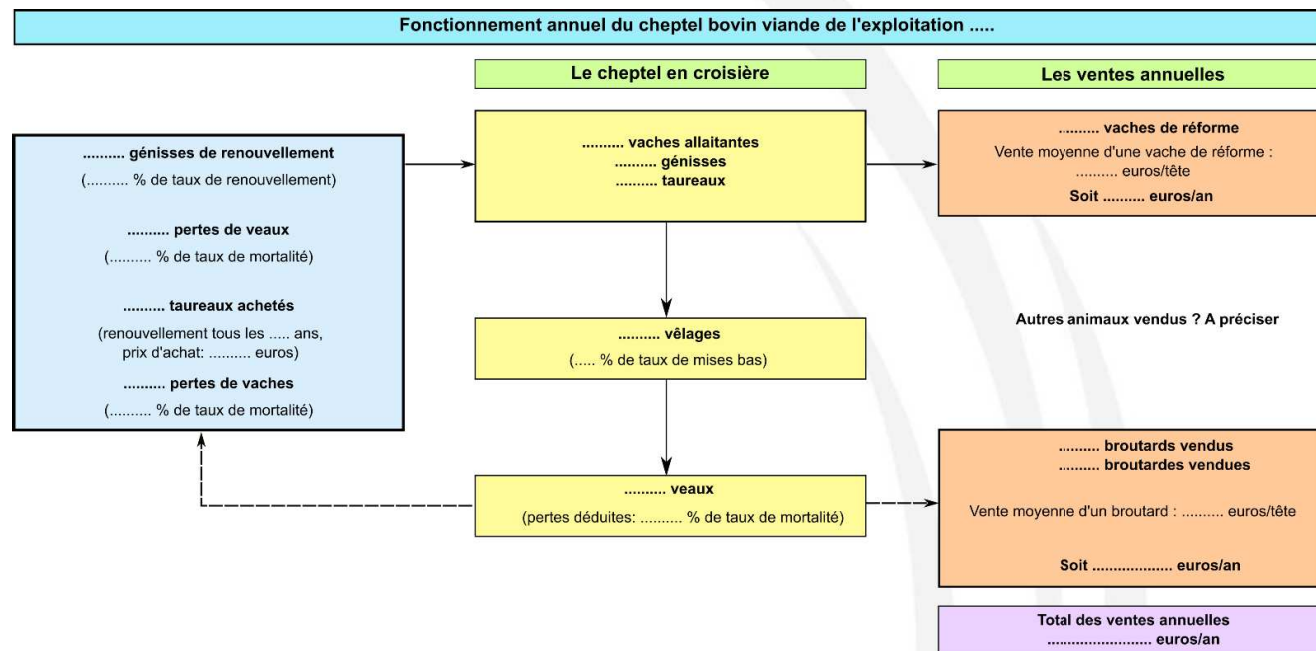 Fonctionnement annuel du cheptel bovin viande de l'exploitation .....
Le cheptel en croisière
Les ventes annuelles
.......... génisses de renouvellement
(.......... % de taux de renouvellement)
.......... pertes de veaux
(.......... % de taux de mortalité)
.......... taureaux achetés
(renouvellement tous les ..... ans,
prix d'achat: .......... euros)
.......... pertes de vaches
(.......... % de taux de mortalité)
.......... vaches allaitantes
.......... génisses
.......... taureaux
.......... vêlages
(..... % de taux de mises bas)
.......... veaux
(pertes déduites: .......... % de taux de mortalité)
.......... vaches de réforme
Vente moyenne d'une vache de réforme :
.......... euros/tête
Soit .......... euros/an
Autres animaux vendus ? A préciser
.......... broutards vendus
.......... broutardes vendues
Vente moyenne d'un broutard : .......... euros/tête
Soit ................... euros/an
Total des ventes annuelles
......................... euros/an